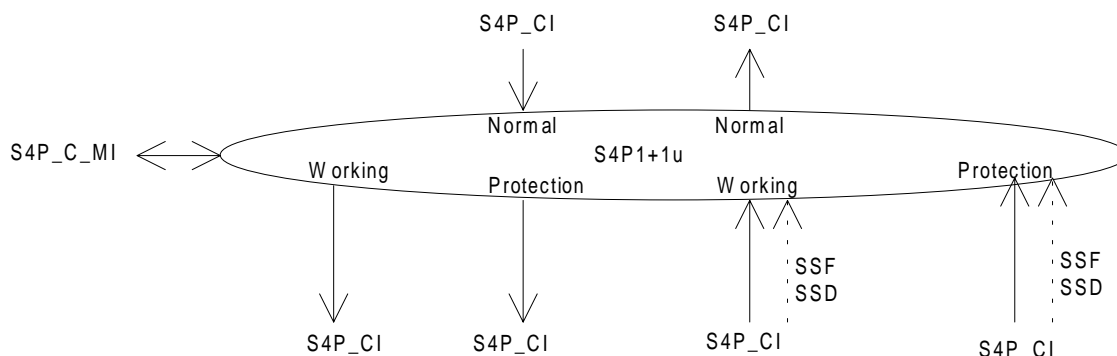 S4P_CI S4P_CI
Normal Normal
S4P_C_MI S4P1+1u
Working Protection Working Protection
SSF SSF
SSD SSD
S4P_CI S4P_CI S4P_CI S4P_CI